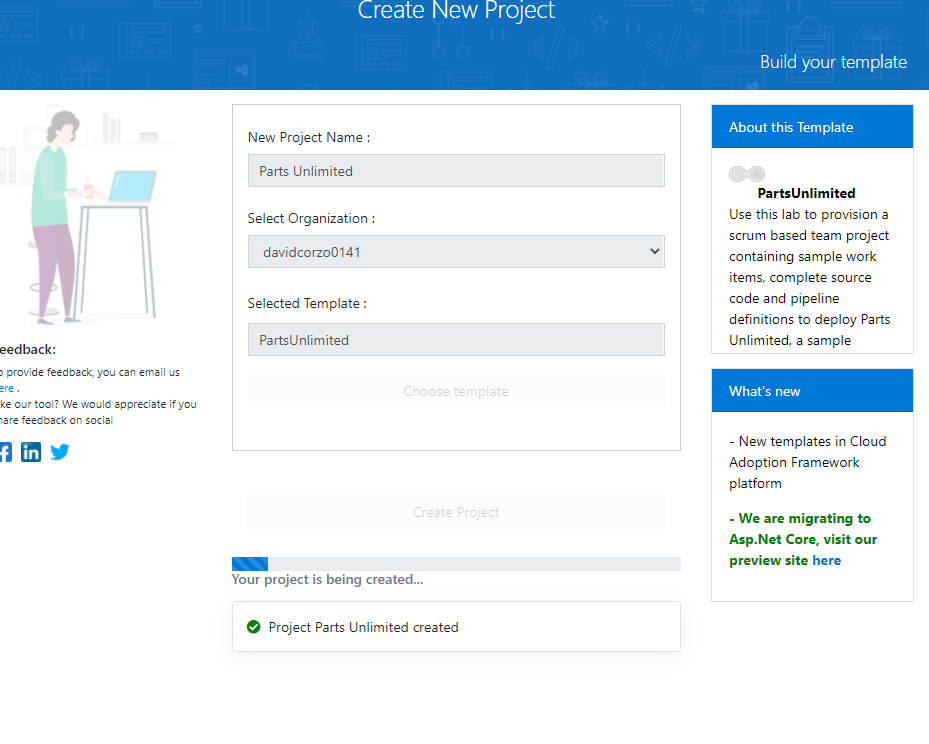 Create New Project
Build your template
New Project Name :
Parts Unlimited
Select Organization :
davidcorzo0141
Selected Template :
PartsUnlimited
Choose template
Create Project
Your project is being created...
Project Parts Unlimited created
eedback:
o provide feedback, you can email us
ere .
ke our tool? We would appreciate if you
hare feedback on social
About this Template
PartsUnlimited
Use this lab to provision a
scrum based team project
containing sample work
items, complete source
code and pipeline
definitions to deploy Parts
Unlimited, a sample
What's new
- New templates in Cloud
Adoption Framework
platform
- We are migrating to
Asp.Net Core, visit our
preview site here